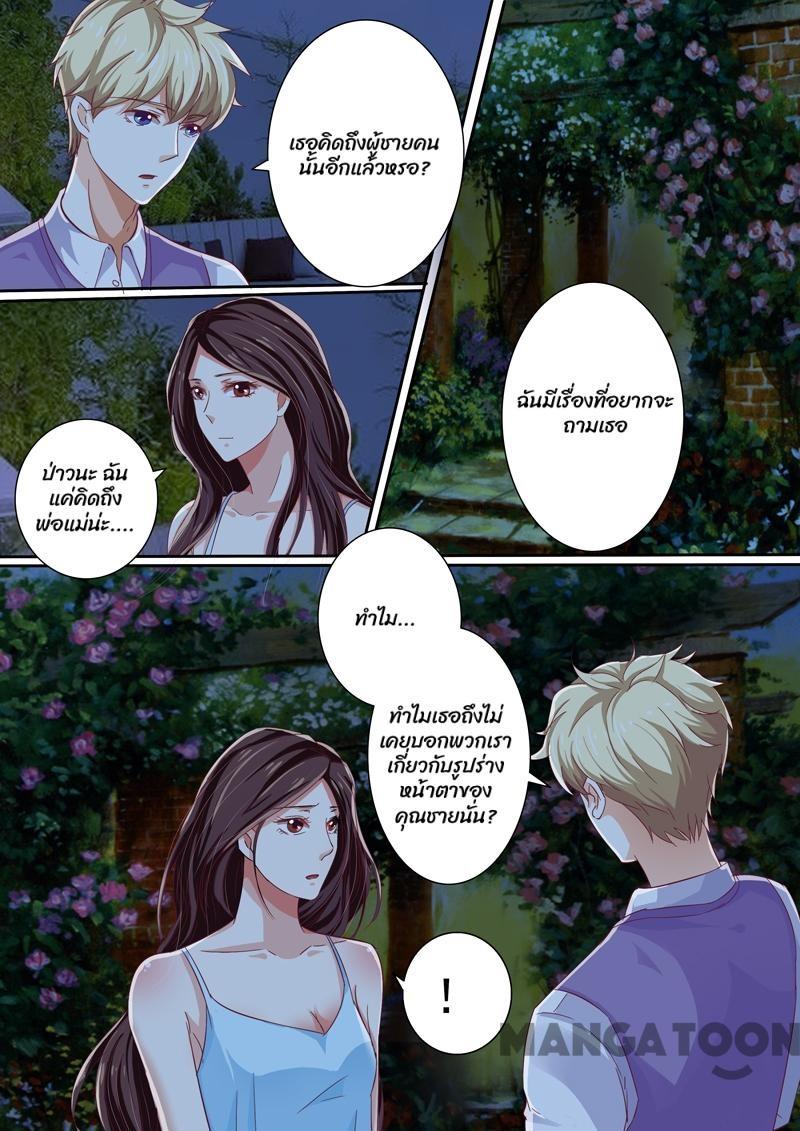 เธอคิดถึงผู้ชายคน
นั้นอีกแล้วหรอ?
ป่าวนะ ฉัน
แค่คิดถึง
พ่อแม่น่ะ....
ฉันมีเรื่องที่อยากจะ
ถามเธอ
ทำไม...
ทำไมเธอถึงไม่
เคยบอกพวกเรา
เกี่ยวกับรูปร่าง
หน้าตาของ
คุณชายนั่น?
!
MANGATOON